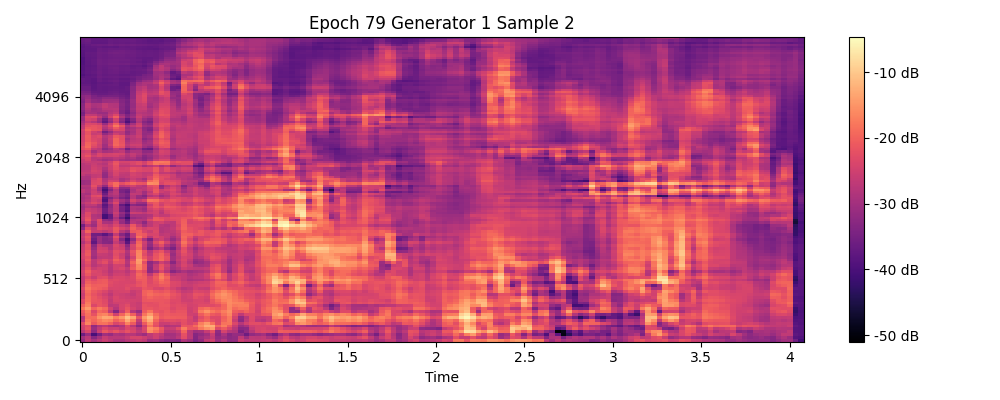 Epoch 79 Generator 1 Sample 2
Hz
4096
2048
1024
512
0
0 0.5 1 1.5 2 2.5 3 3.5 4
Time
-10 dB
-20 dB
-30 dB
-40 dB
-50 dB